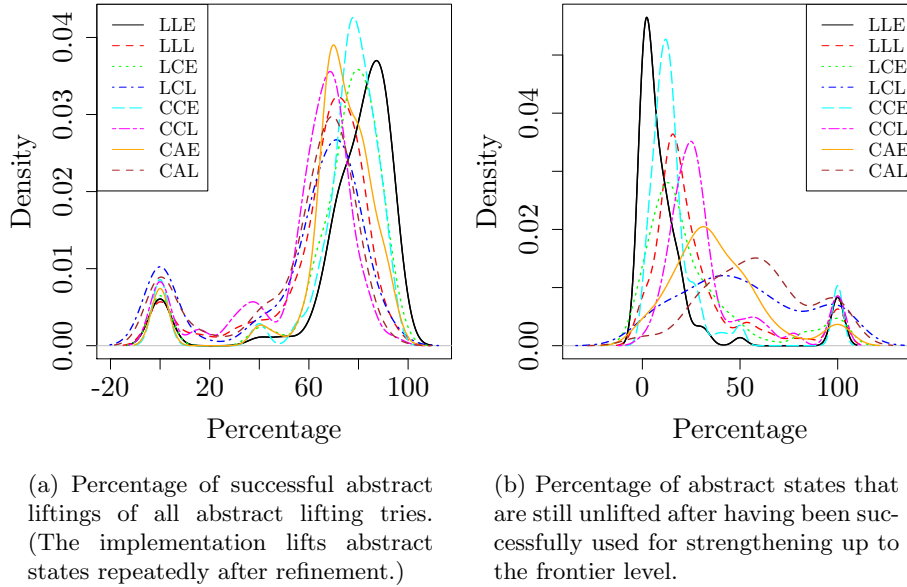 LLE
LLL
LCE
LCL
CCE
CCL
CAE
CAL
Density
0.00 0.01 0.02 0.03 0.04
-20 0 20 40 60 80 100
Percentage
(a) Percentage of successful abstract
liftings of all abstract lifting tries.
(The implementation lifts abstract
states repeatedly after refinement.)
LLE
LLL
LCE
LCL
CCE
CCL
CAE
CAL
Density
0.00 0.02 0.04
0 50 100
Percentage
(b) Percentage of abstract states that
are still unlifted after having been suc-
cessfully used for strengthening up to
the frontier level.